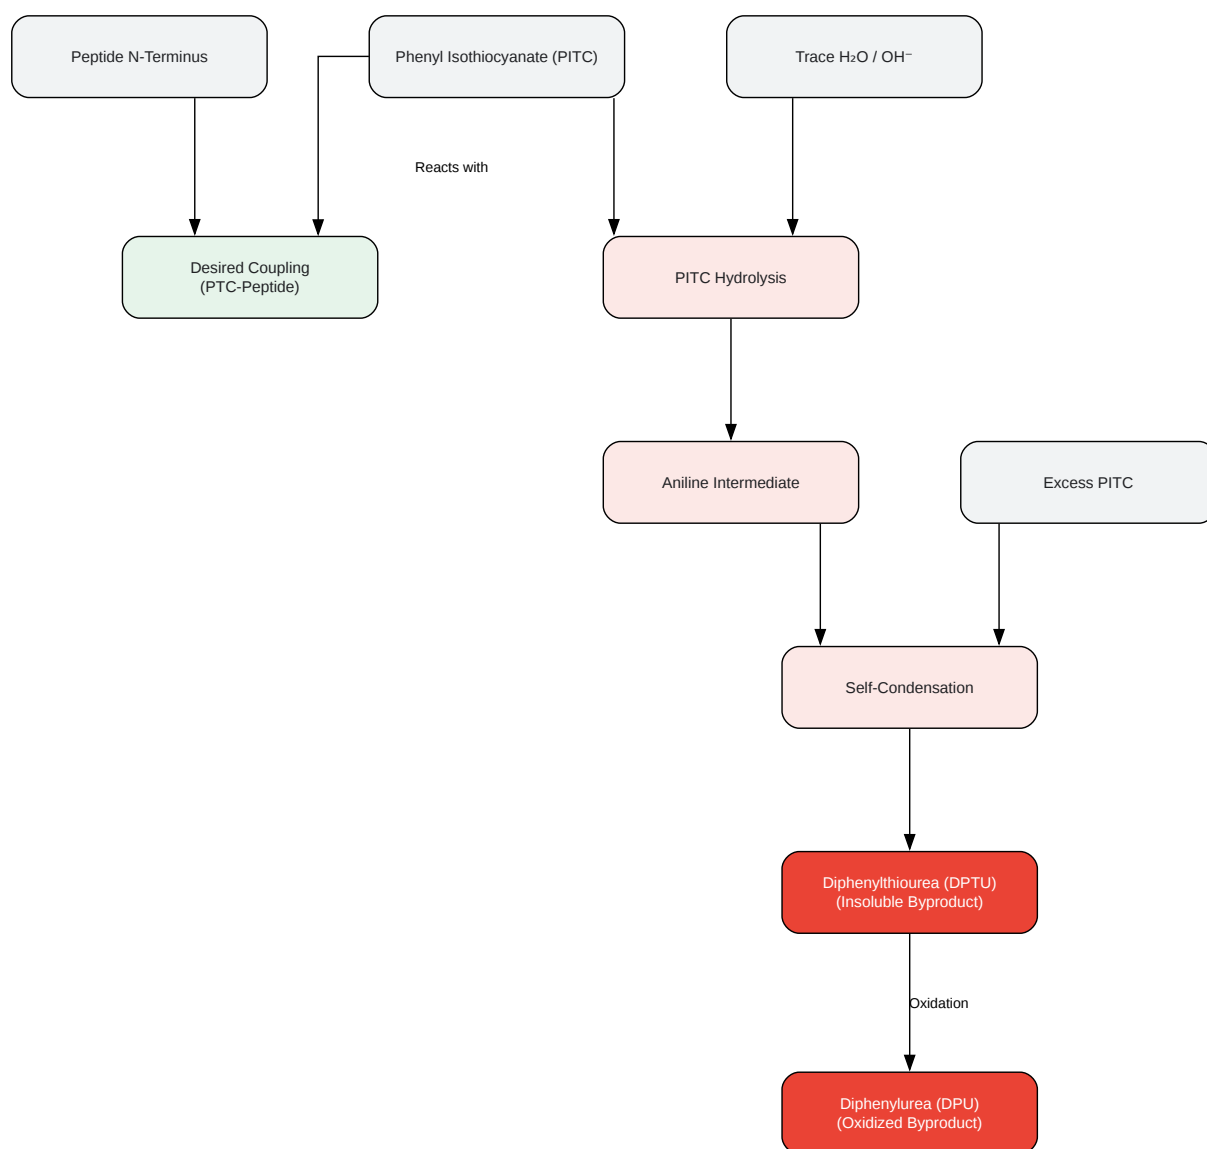 Peptide N-Terminus
Phenyl Isothiocyanate (PITC)
Trace H₂O / OH⁻
Reacts with
Desired Coupling
(PTC-Peptide)
PITC Hydrolysis
Aniline Intermediate
Excess PITC
Self-Condensation
Diphenylthiourea (DPTU)
(Insoluble Byproduct)
Oxidation
Diphenylurea (DPU)
(Oxidized Byproduct)